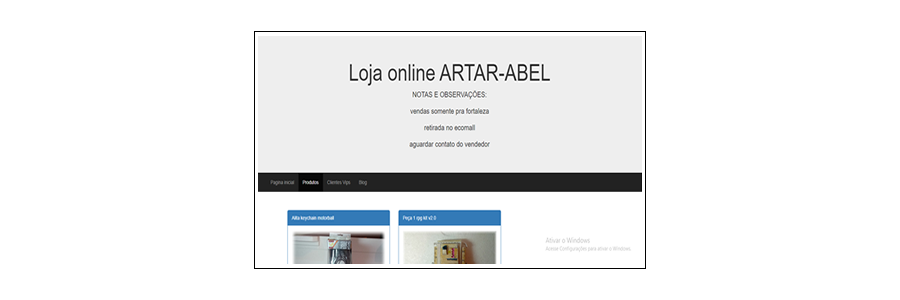 Loja online ARTAR-ABEL
NOTAS E OBSERVAÇÕES:
vendas somente pra fortaleza
retirada no ecomall
aguardar contato do vendedor
Pagina inicial Produtos Clientes Vips Blog
Alita keychain motorball Peça 1 rpg kit v2.0
Ativar o Windows
Acesse Configurações para ativar o Windows.